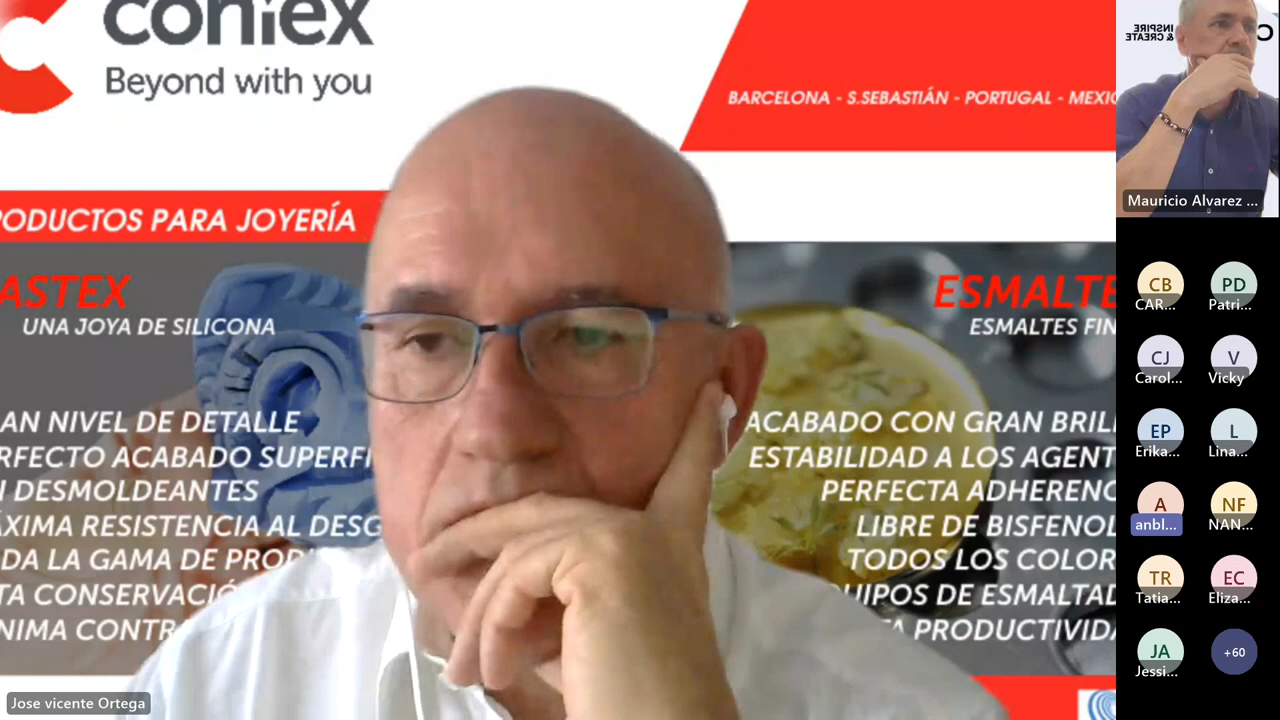 coniex
Beyond with you
BARCELONA - S.SEBASTIÁN - PORTUGAL - MEXIC
INSPIRE
& CREATE
C
Mauricio Alvarez ...
RODUCTOS PARA JOYERÍA
ASTEX
UNA JOYA DE SILICONA
AN NIVEL DE DETALLE
RFECTO ACABADO SUPERFI
N DESMOLDEANTES
ÁXIMA RESISTENCIA AL DESG
DA LA GAMA DE PROD
TA CONSERVACIÓ
NIMA CONTR
ESMALTE
ESMALTES FIN
ACABADO CON GRAN BRIL
ESTABILIDAD A LOS AGENT
PERFECTA ADHERENC
LIBRE DE BISFENOL
TODOS LOS COLOR
UIPOS DE ESMALTAD
TA PRODUCTIVIDA
Jose vicente Ortega
CB
CAR...
PD
Patri...
CJ
Carol...
V
Vicky
EP
Erika...
L
Lina...
A
anbl...
NF
NAN...
TR
Tatia...
EC
Eliza...
JA
Jessi...
+60